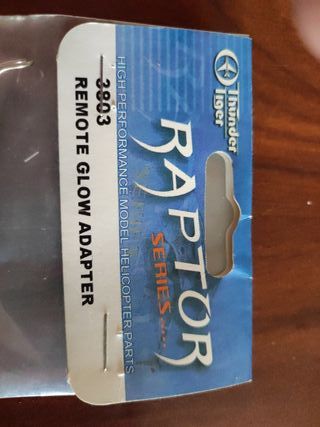 Thunder
Tiger
RAPTOR
SERIES
HIGH PERFORMANCE MODEL HELICOPTER PARTS
3803
REMOTE GLOW ADAPTER